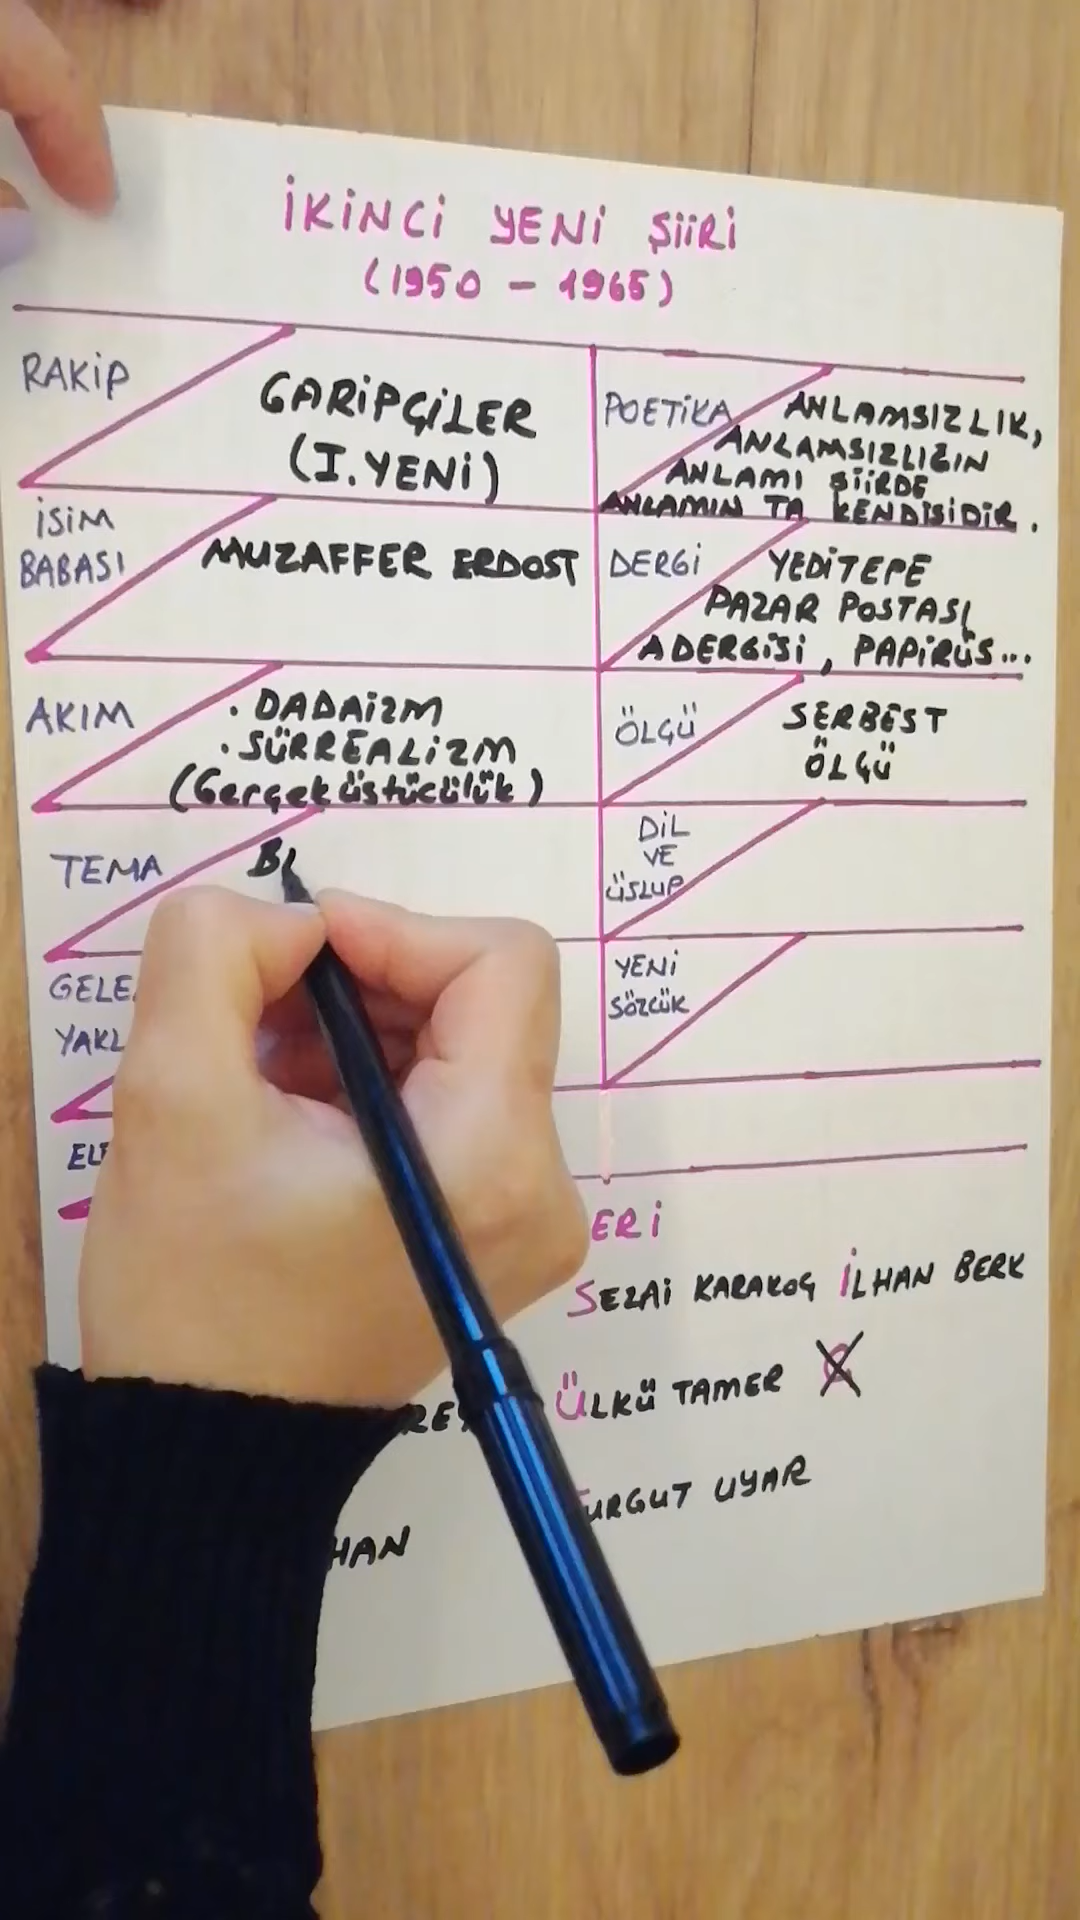 İKİNCİ YENİ ŞİİRİ
(1950 - 1965)
RAKİP
GARİPÇİLER
(I. YENİ)
İSİM
BABASI
MUZAFFER ERDOST
AKIM
. DADAİZM
. SÜRREALİZM
(Gerçeküstücülük)
TEMA
POETİKA
ANLAMSIZLIK,
ANLAMSIZLIĞIN
ANLAMI ŞİİRDE
ANLAMIN TA KENDİSİDİR.
DERGİ
YEDİTEPE
PAZAR POSTASI
A DERGİSİ, PAPİRÜS...
ÖLÇÜ
SERBEST
ÖLÇÜ
DİL
VE
ÜSLUP
YENİ
SÖZCÜK
SEZAİ KARAKOÇ İLHAN BERK
ÜLKÜ TAMER
TURGUT UYAR